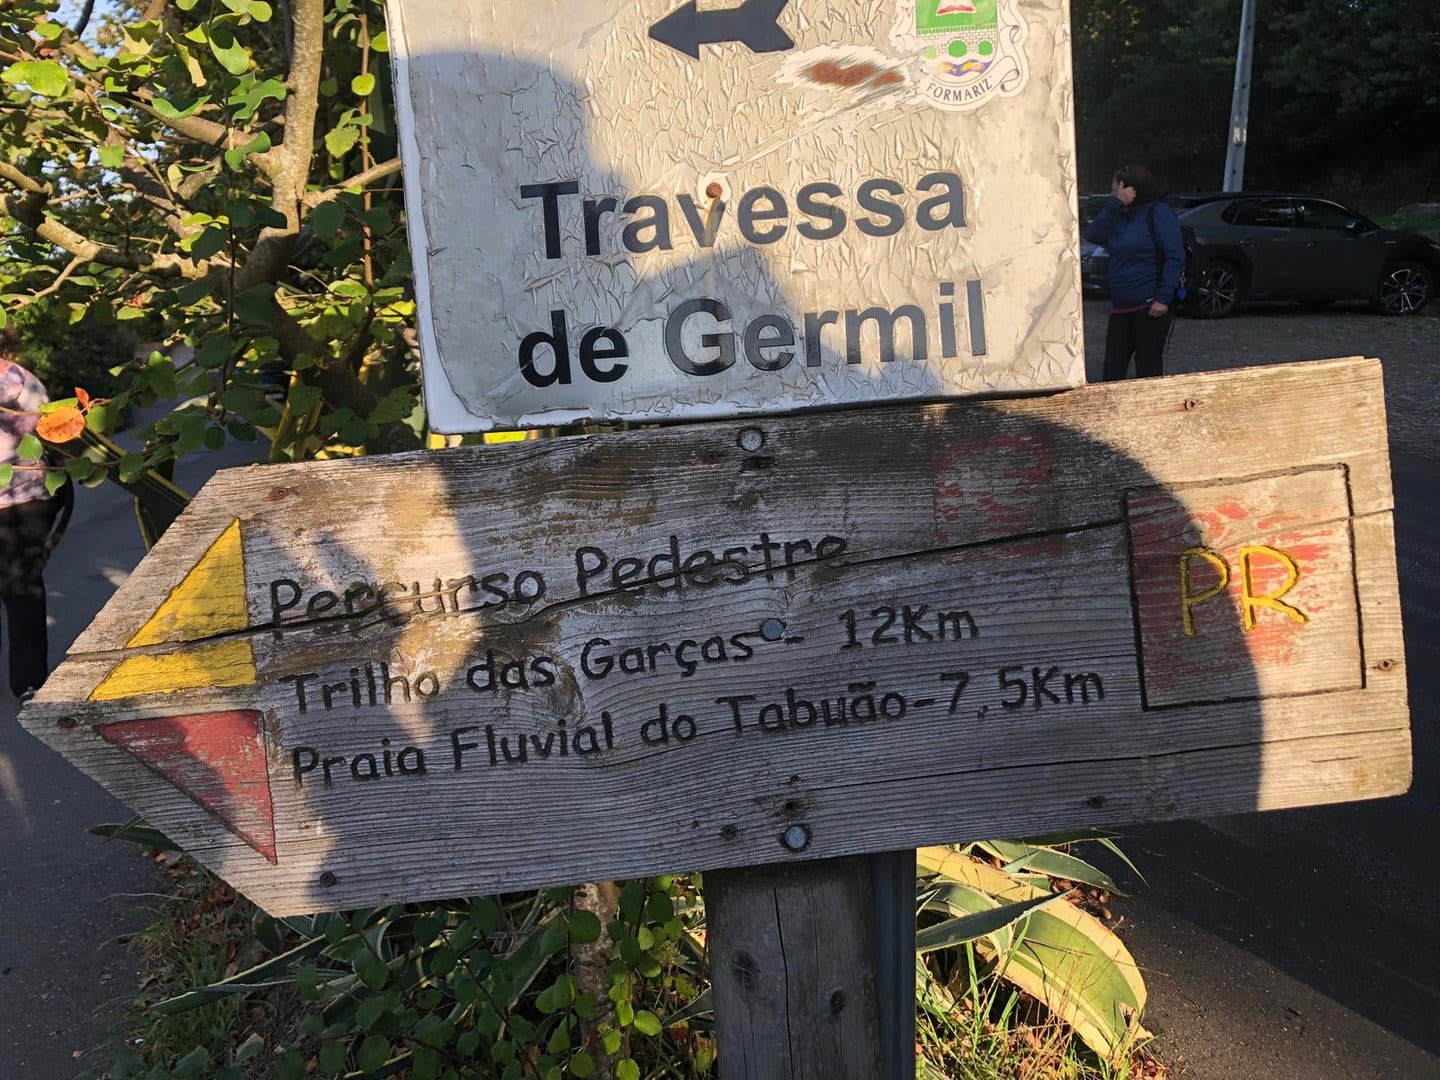 FORMARIZ
Travessa
de Germil
Percurso Pedestre
Trilho das Garças - 12Km
Praia Fluvial do Tabuão-7,5Km
PR